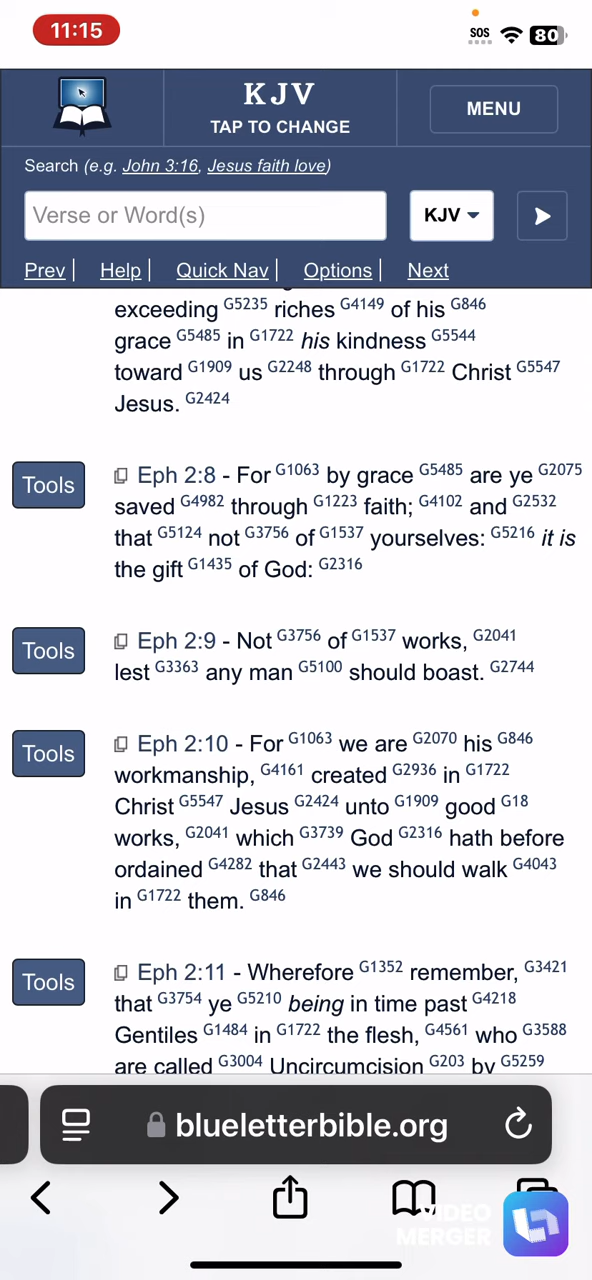 11:15
SOS 80
KJV
TAP TO CHANGE
MENU
Search (e.g. John 3:16, Jesus faith love)
Verse or Word(s)
KJV
Prev | Help | Quick Nav | Options | Next
exceeding G5235 riches G4149 of his G846
grace G5485 in G1722 his kindness G5544
toward G1909 us G2248 through G1722 Christ G5547
Jesus. G2424
Tools
Eph 2:8 - For G1063 by grace G5485 are ye G2075
saved G4982 through G1223 faith; G4102 and G2532
that G5124 not G3756 of G1537 yourselves: G5216 it is
the gift G1435 of God: G2316
Tools
Eph 2:9 - Not G3756 of G1537 works, G2041
lest G3363 any man G5100 should boast. G2744
Tools
Eph 2:10 - For G1063 we are G2070 his G846
workmanship, G4161 created G2936 in G1722
Christ G5547 Jesus G2424 unto G1909 good G18
works, G2041 which G3739 God G2316 hath before
ordained G4282 that G2443 we should walk G4043
in G1722 them. G846
Tools
Eph 2:11 - Wherefore G1352 remember, G3421
that G3754 ye G5210 being in time past G4218
Gentiles G1484 in G1722 the flesh, G4561 who G3588
are called G3004 Uncircumcision G203 by G5259
blueletterbible.org
VIDEO
MERGER